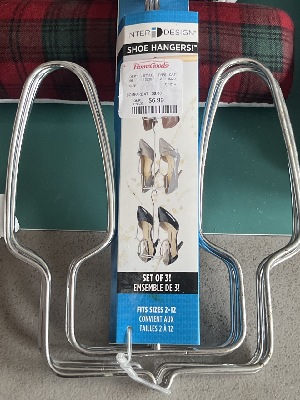 INTERDESIGN
SHOE HANGERS!™
HomeGoods
$6.99
SET OF 3!
ENSEMBLE DE 3!
FITS SIZES 2-12
CONVIENT AUX
TAILLES 2 À 12